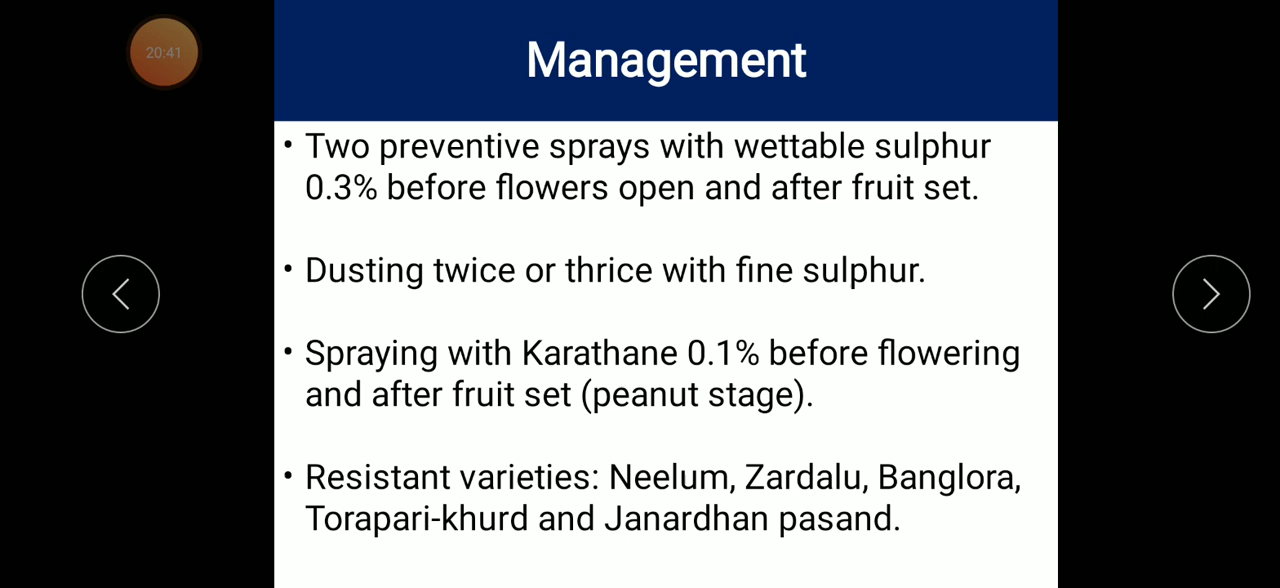 20:41
Management
• Two preventive sprays with wettable sulphur
0.3% before flowers open and after fruit set.
• Dusting twice or thrice with fine sulphur.
• Spraying with Karathane 0.1% before flowering
and after fruit set (peanut stage).
• Resistant varieties: Neelum, Zardalu, Banglora,
Torapari-khurd and Janardhan pasand.